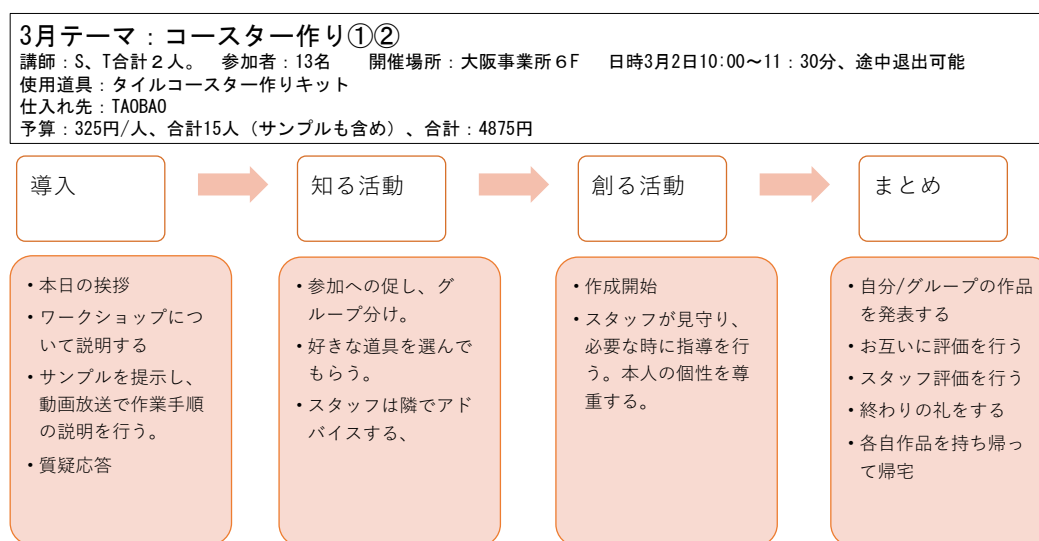 3月テーマ：コースター作り①②
講師：S、T合計２人。　参加者：13名　　開催場所：大阪事業所６F　　日時3月2日10:00～11：30分、途中退出可能
使用道具：タイルコースター作りキット
仕入れ先：TAOBAO
予算：325円/人、合計15人（サンプルも含め）、合計：4875円
導入
知る活動
創る活動
まとめ
・本日の挨拶
・ワークショップにつ
いて説明する
・サンプルを提示し、
動画放送で作業手順
の説明を行う。
・質疑応答
・参加への促し、グ
ループ分け。
・好きな道具を選んで
もらう。
・スタッフは隣でアド
バイスする、
・作成開始
・スタッフが見守り、
必要な時に指導を行
う。本人の個性を尊
重する。
・自分/グループの作品
を発表する
・お互いに評価を行う
・スタッフ評価を行う
・終わりの礼をする
・各自作品を持ち帰っ
て帰宅